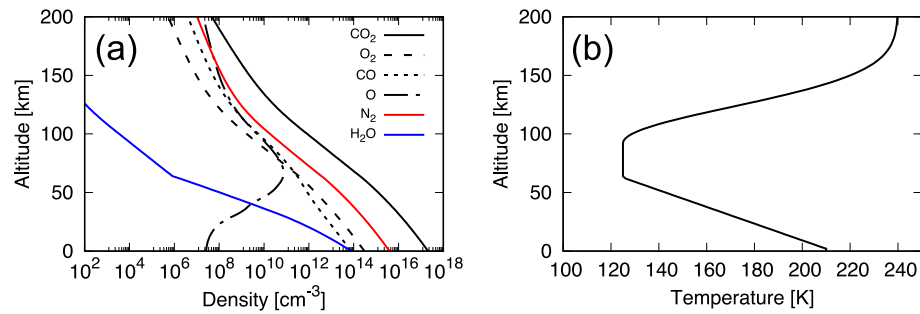 (a)
CO2
O2
CO
O
N2
H2O
200
150
100
50
0
Altitude [km]
10^2 10^4 10^6 10^8 10^10 10^12 10^14 10^16 10^18
Density [cm^-3]
(b)
200
150
100
50
0
Altitude [km]
100 120 140 160 180 200 220 240
Temperature [K]